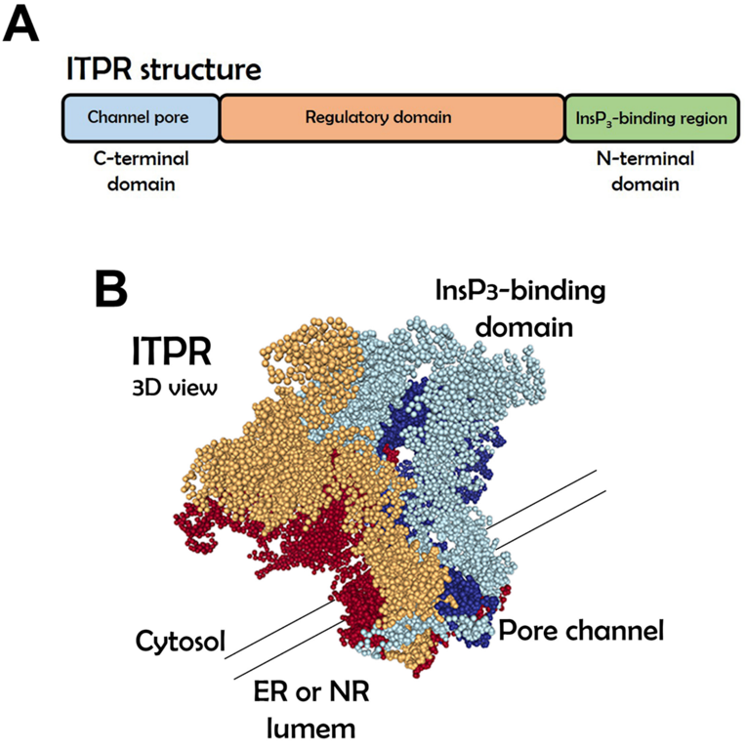 A
ITPR structure
Channel pore
Regulatory domain
InsP₃-binding region
C-terminal
domain
N-terminal
domain
B
InsP3-binding
domain
ITPR
3D view
Cytosol
Pore channel
ER or NR
lumem